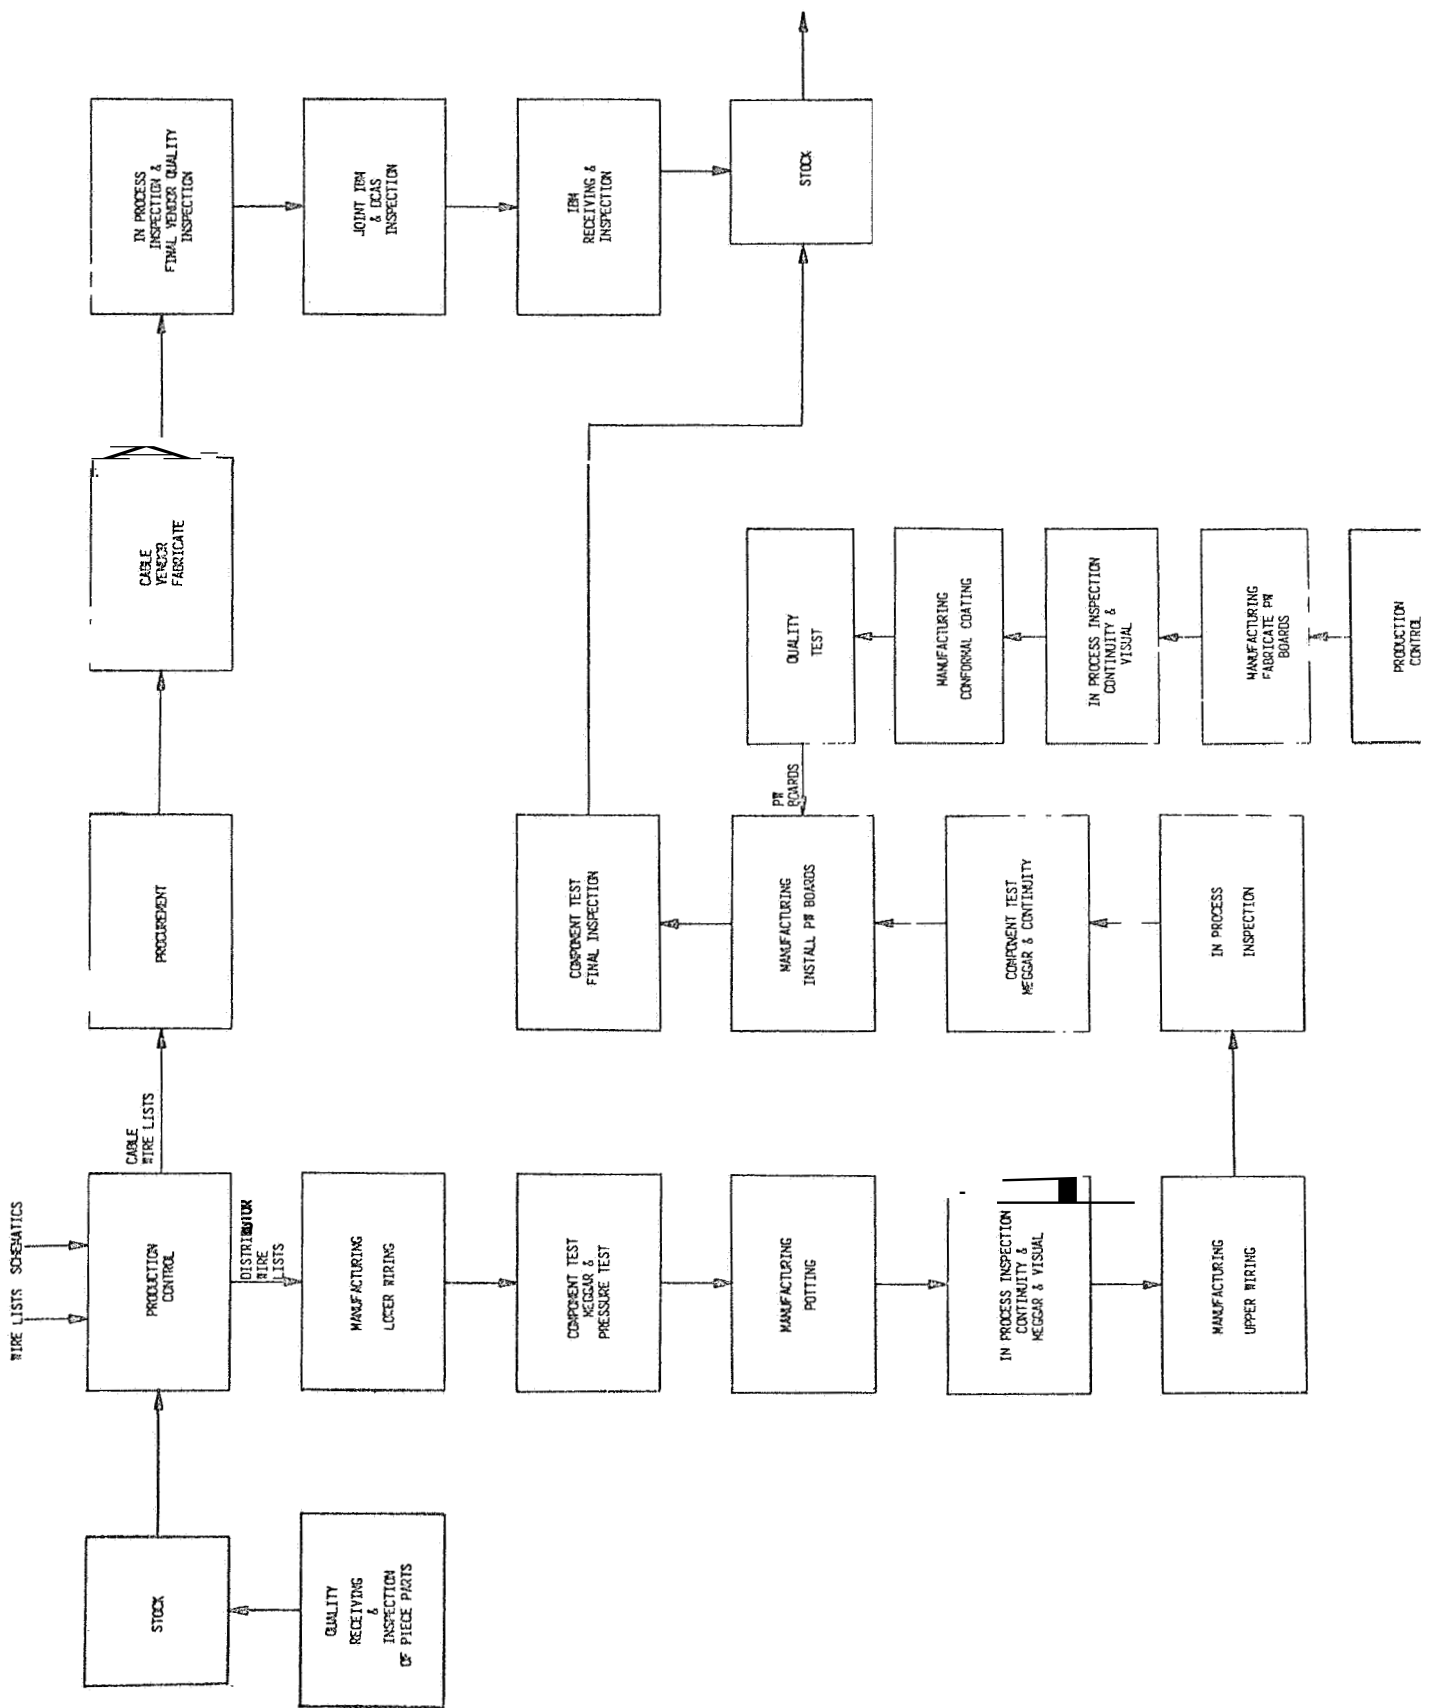 WIRE LISTS
SCHEMATICS
QUALITY
RECEIVING
&
INSPECTION
OF PIECE PARTS
STOCK
PRODUCTION
CONTROL
CABLE
WIRE LISTS
PROCUREMENT
CABLE
VENDOR
FABRICATE
IN PROCESS
INSPECTION &
FINAL VENDOR QUALITY
INSPECTION
JOINT IBM
& DCAS
INSPECTION
IBM
RECEIVING &
INSPECTION
STOCK
DISTRIBUTOR
WIRE
LISTS
MANUFACTURING
LOWER WIRING
COMPONENT TEST
MEGGAR &
PRESSURE TEST
MANUFACTURING
POTTING
IN PROCESS INSPECTION
CONTINUITY &
MEGGAR & VISUAL
MANUFACTURING
UPPER WIRING
IN PROCESS
INSPECTION
COMPONENT TEST
MEGGAR & CONTINUITY
MANUFACTURING
INSTALL PW BOARDS
COMPONENT TEST
FINAL INSPECTION
PW
BOARDS
QUALITY
TEST
MANUFACTURING
CONFORMAL COATING
IN PROCESS INSPECTION
CONTINUITY &
VISUAL
MANUFACTURING
FABRICATE PW
BOARDS
PRODUCTION
CONTROL